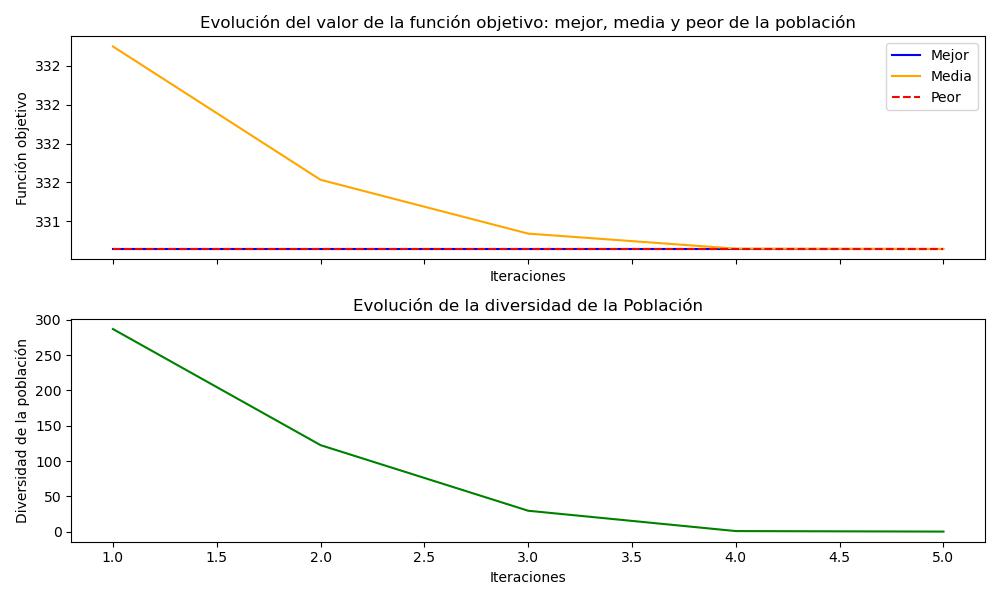 Evolución del valor de la función objetivo: mejor, media y peor de la población
Función objetivo
332
332
332
332
331
Mejor
Media
Peor
Iteraciones
Evolución de la diversidad de la Población
Diversidad de la población
300
250
200
150
100
50
0
1.0 1.5 2.0 2.5 3.0 3.5 4.0 4.5 5.0
Iteraciones